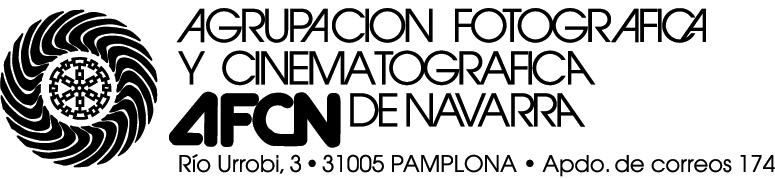 AGRUPACION FOTOGRAFICA
Y CINEMATOGRAFICA
AFCN DE NAVARRA
Río Urrobi, 3 • 31005 PAMPLONA • Apdo. de correos 174